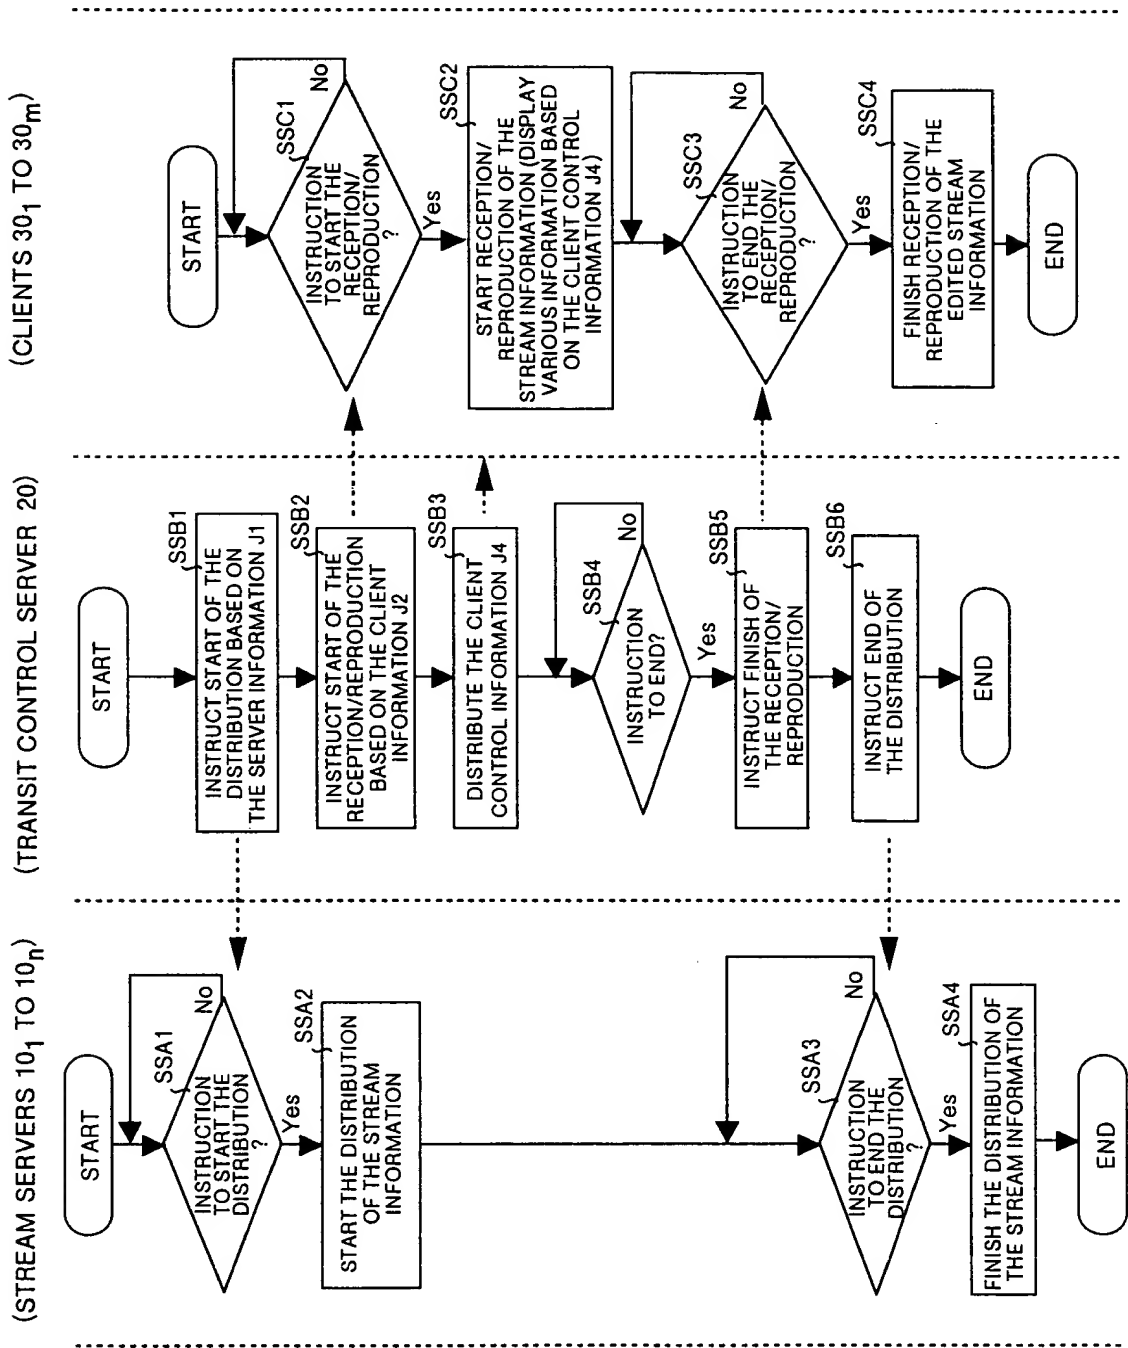 (STREAM SERVERS 10₁ TO 10ₙ)
START
SSA1
INSTRUCTION
TO START THE
DISTRIBUTION
?
No
Yes
SSA2
START THE DISTRIBUTION
OF THE STREAM
INFORMATION
SSA3
INSTRUCTION
TO END THE
DISTRIBUTION?
?
No
Yes
SSA4
FINISH THE DISTRIBUTION OF
THE STREAM INFORMATION
END
(TRANSIT CONTROL SERVER 20)
START
SSB1
INSTRUCT START OF THE
DISTRIBUTION BASED ON
THE SERVER INFORMATION J1
SSB2
INSTRUCT START OF THE
RECEPTION/REPRODUCTION
BASED ON THE CLIENT
INFORMATION J2
SSB3
DISTRIBUTE THE CLIENT
CONTROL INFORMATION J4
SSB4
INSTRUCTION
TO END?
No
Yes
SSB5
INSTRUCT FINISH OF
THE RECEPTION/
REPRODUCTION
SSB6
INSTRUCT END OF
THE DISTRIBUTION
END
(CLIENTS 30₁ TO 30ₘ)
START
SSC1
INSTRUCTION
TO START THE
RECEPTION/
REPRODUCTION
?
No
Yes
SSC2
START RECEPTION/
REPRODUCTION OF THE
STREAM INFORMATION (DISPLAY
VARIOUS INFORMATION BASED
ON THE CLIENT CONTROL
INFORMATION J4)
SSC3
INSTRUCTION
TO END THE
RECEPTION/
REPRODUCTION
?
No
Yes
SSC4
FINISH RECEPTION/
REPRODUCTION OF THE
EDITED STREAM
INFORMATION
END